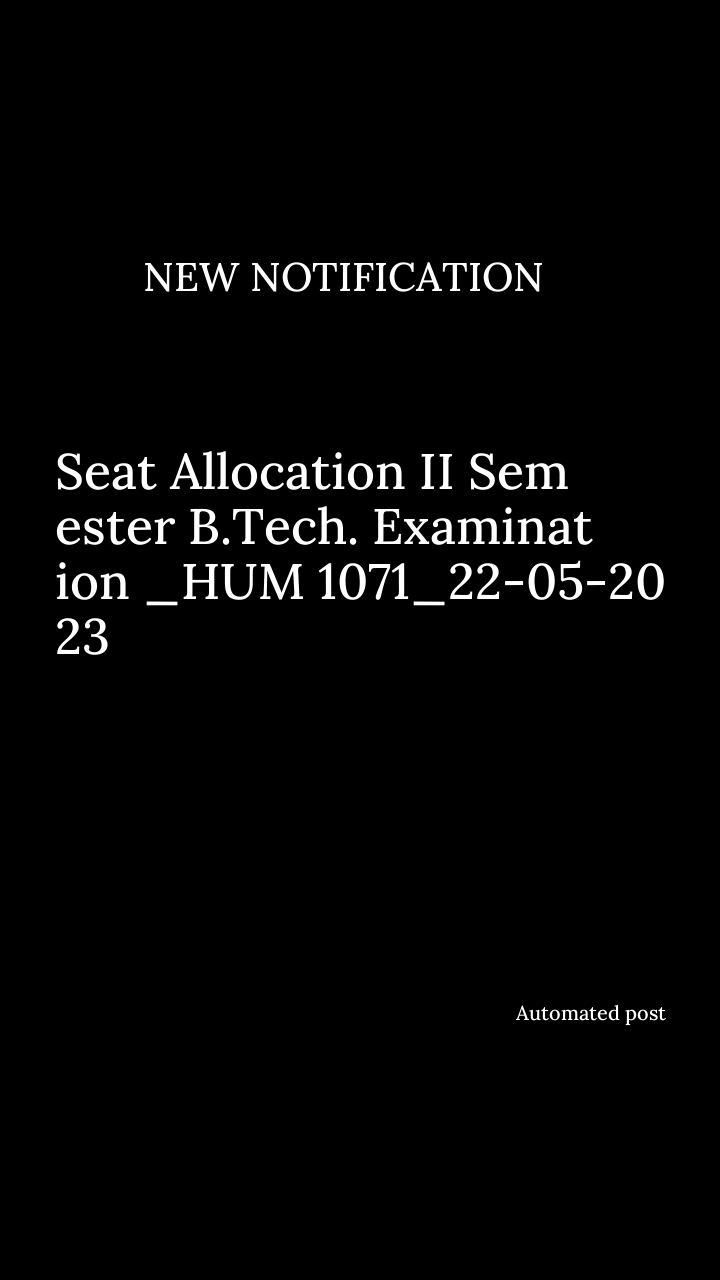 NEW NOTIFICATION
Seat Allocation II Sem
ester B.Tech. Examinat
ion _HUM 1071_22-05-20
23
Automated post